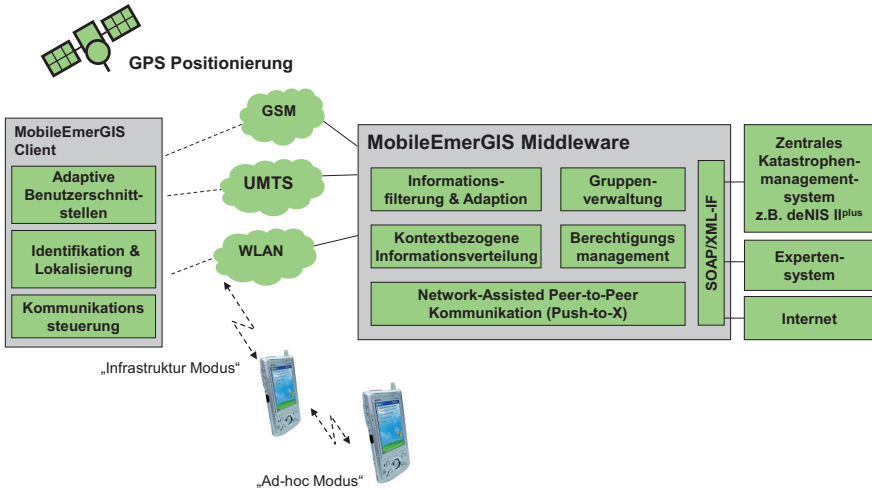 GPS Positionierung
MobileEmerGIS
Client
Adaptive
Benutzerschnitt-
stellen
Identifikation &
Lokalisierung
Kommunikations
steuerung
GSM
UMTS
WLAN
„Infrastruktur Modus“
„Ad-hoc Modus“
MobileEmerGIS Middleware
Informations-
filterung & Adaption
Gruppen-
verwaltung
Kontextbezogene
Informationsverteilung
Berechtigungs
management
Network-Assisted Peer-to-Peer
Kommunikation (Push-to-X)
SOAP/XML-IF
Zentrales
Katastrophen-
management-
system
z.B. deNIS IIplus
Experten-
system
Internet